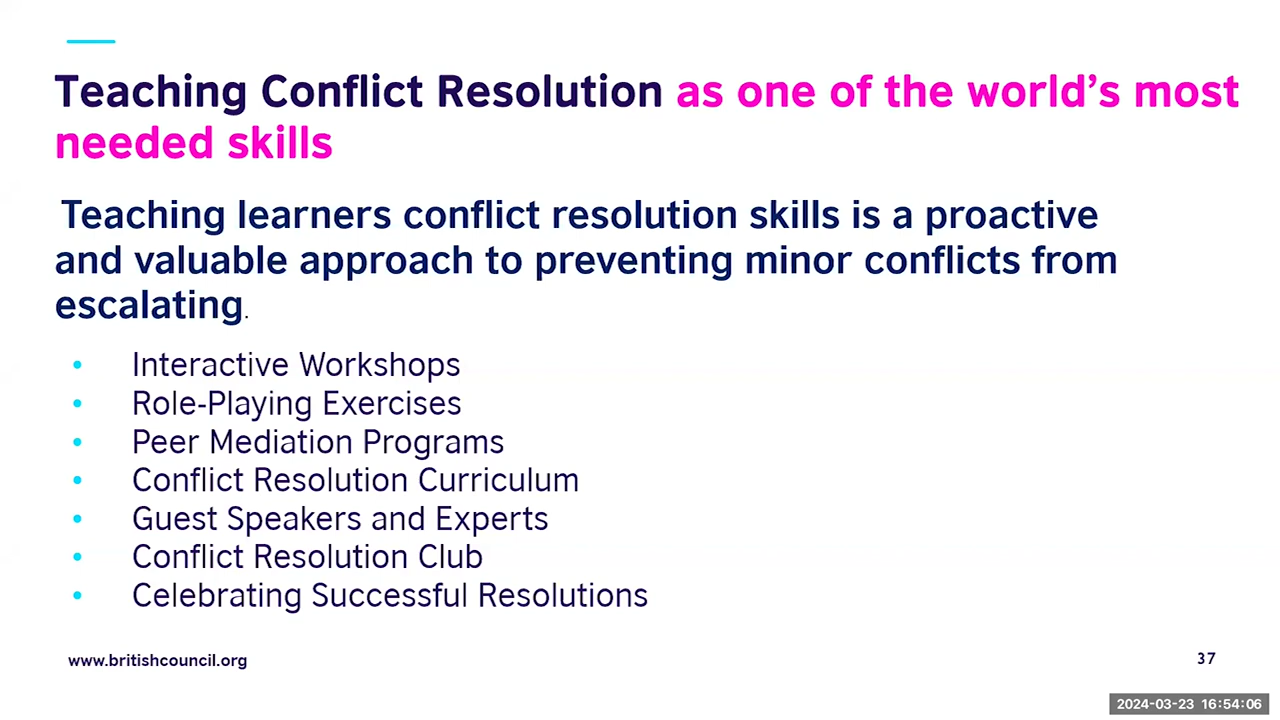 Teaching Conflict Resolution as one of the world’s most
needed skills
Teaching learners conflict resolution skills is a proactive
and valuable approach to preventing minor conflicts from
escalating.
• Interactive Workshops
• Role-Playing Exercises
• Peer Mediation Programs
• Conflict Resolution Curriculum
• Guest Speakers and Experts
• Conflict Resolution Club
• Celebrating Successful Resolutions
www.britishcouncil.org
37
2024-03-23 16:54:06